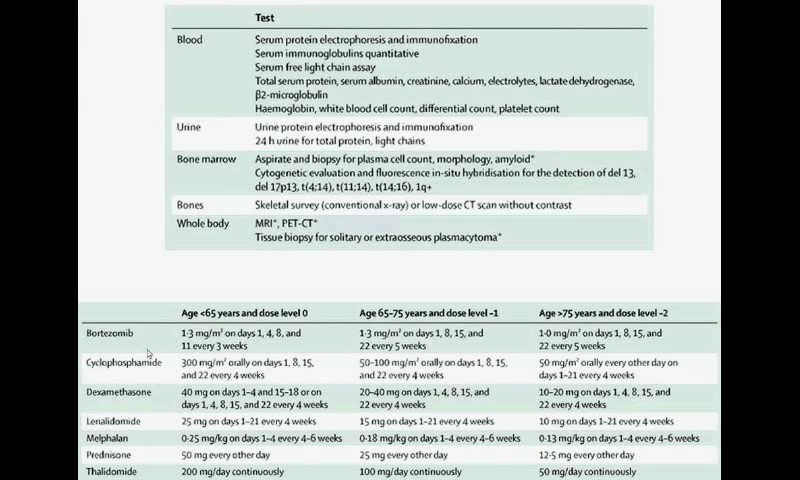 Test
Blood Serum protein electrophoresis and immunofixation
Serum immunoglobulins quantitative
Serum free light chain assay
Total serum protein, serum albumin, creatinine, calcium, electrolytes, lactate dehydrogenase,
β2-microglobulin
Haemoglobin, white blood cell count, differential count, platelet count
Urine Urine protein electrophoresis and immunofixation
24 h urine for total protein, light chains
Bone marrow Aspirate and biopsy for plasma cell count, morphology, amyloid*
Cytogenetic evaluation and fluorescence in-situ hybridisation for the detection of del 13,
del 17p13, t(4;14), t(11;14), t(14;16), 1q+
Bones Skeletal survey (conventional x-ray) or low-dose CT scan without contrast
Whole body MRI*, PET-CT*
Tissue biopsy for solitary or extraosseous plasmacytoma*
Age <65 years and dose level 0 Age 65-75 years and dose level –1 Age >75 years and dose level –2
Bortezomib 1·3 mg/m² on days 1, 4, 8, and 1·3 mg/m² on days 1, 8, 15, and 1·0 mg/m² on days 1, 8, 15, and
11 every 3 weeks 22 every 5 weeks 22 every 5 weeks
Cyclophosphamide 300 mg/m² orally on days 1, 8, 15, 50–100 mg/m² orally on days 1, 8, 15, 50 mg/m² orally every other day on
and 22 every 4 weeks and 22 every 4 weeks days 1–21 every 4 weeks
Dexamethasone 40 mg on days 1–4 and 15–18 or on 20–40 mg on days 1, 4, 8, 15, and 10–20 mg on days 1, 4, 8, 15, and
days 1, 4, 8, 15, and 22 every 4 weeks 22 every 4 weeks 22 every 4 weeks
Lenalidomide 25 mg on days 1–21 every 4 weeks 15 mg on days 1–21 every 4 weeks 10 mg on days 1–21 every 4 weeks
Melphalan 0·25 mg/kg on days 1–4 every 4–6 weeks 0·18 mg/kg on days 1–4 every 4–6 weeks 0·13 mg/kg on days 1–4 every 4–6 weeks
Prednisone 50 mg every other day 25 mg every other day 12·5 mg every other day
Thalidomide 200 mg/day continuously 100 mg/day continuously 50 mg/day continuously